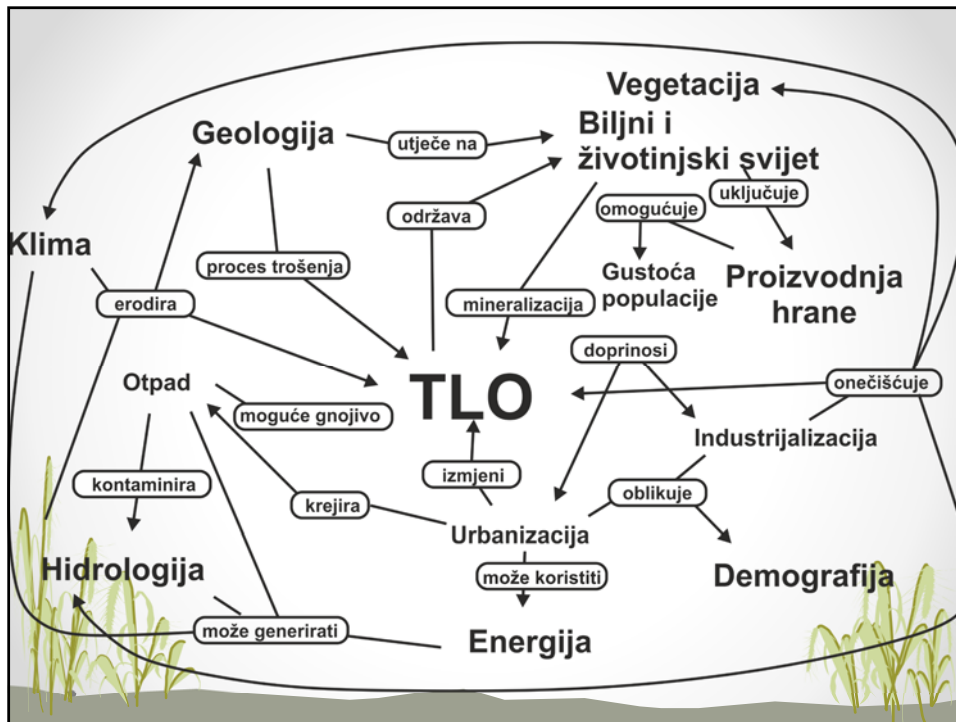 Vegetacija
Biljni i
životinjski svijet
Geologija
utječe na
uključuje
omogućuje
održava
Klima
proces trošenja
Gustoća
populacije
Proizvodnja
hrane
erodira
mineralizacija
doprinosi
Otpad
TLO
onečišćuje
moguće gnojivo
Industrijalizacija
kontaminira
izmjeni
oblikuje
krejira
Urbanizacija
Hidrologija
može koristiti
Demografija
može generirati
Energija